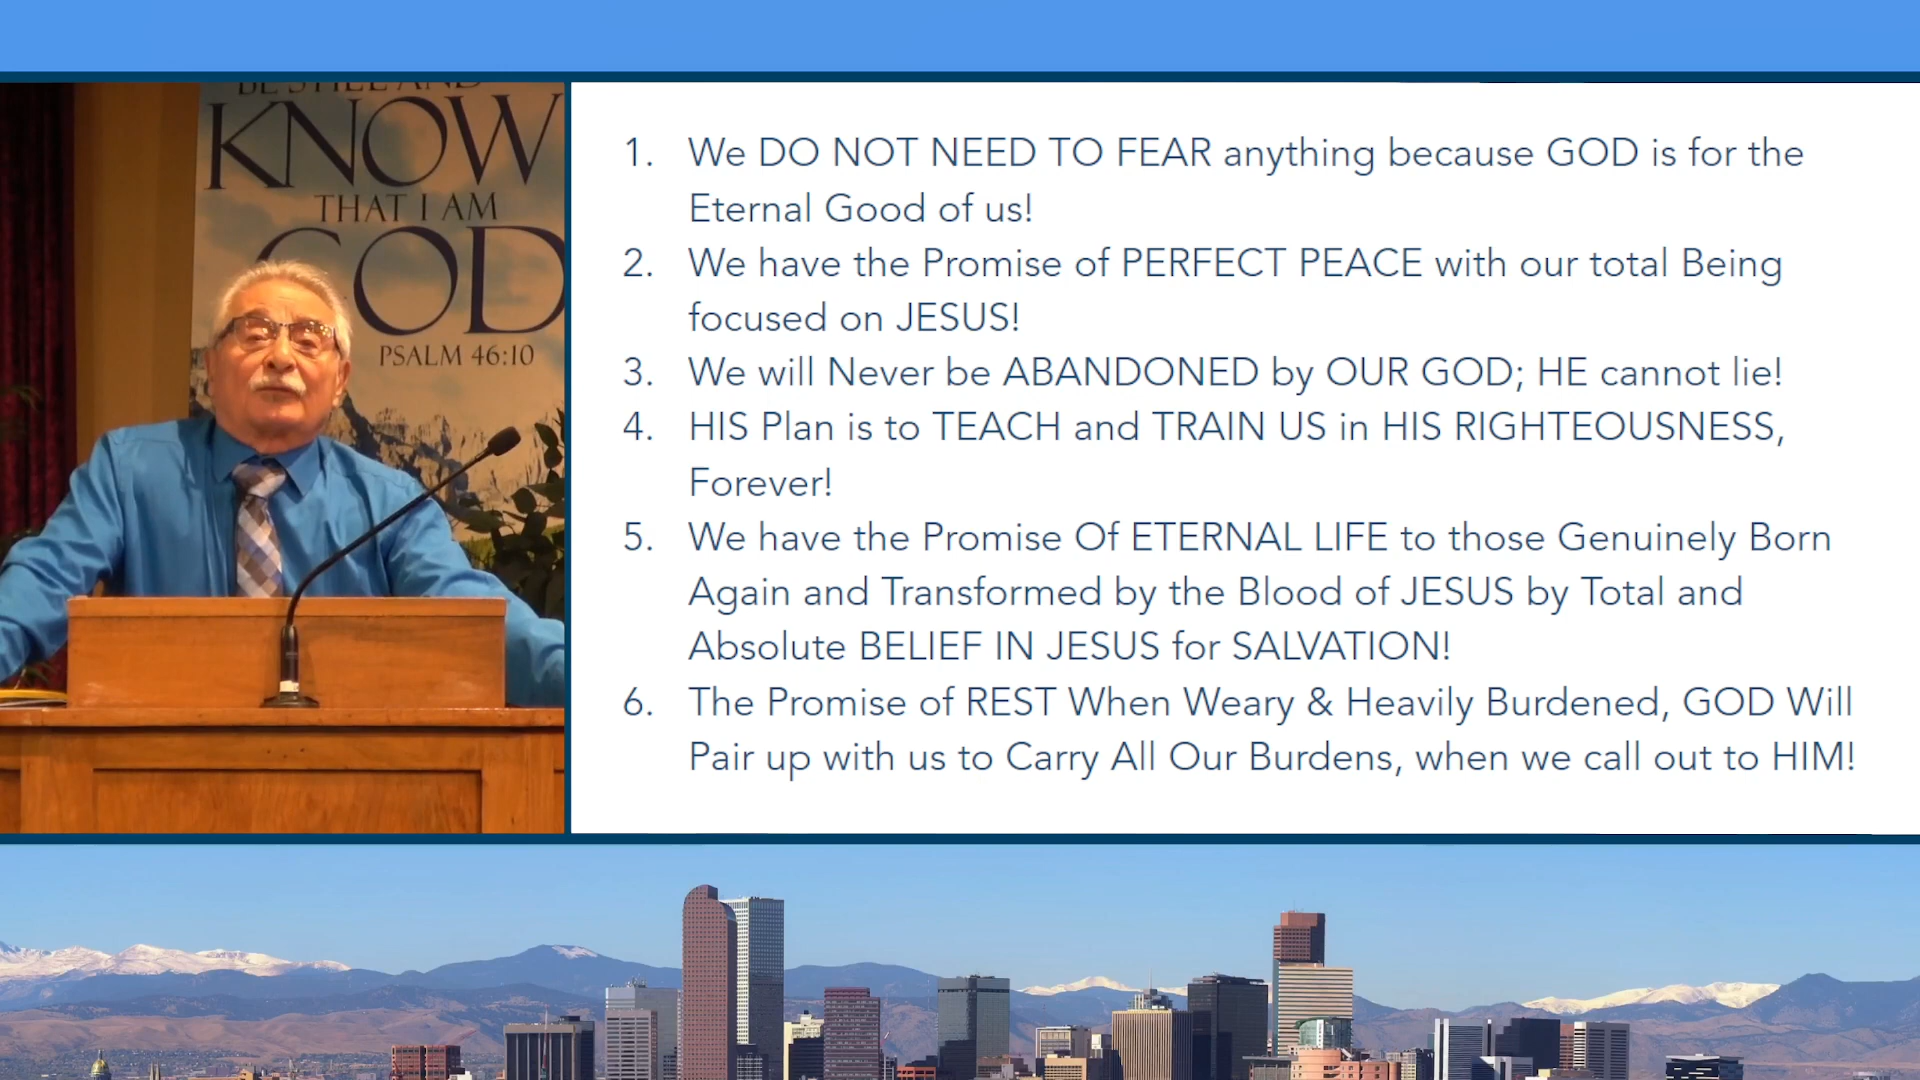 BE STILL AND
KNOW
THAT I AM
GOD
PSALM 46:10
1. We DO NOT NEED TO FEAR anything because GOD is for the
Eternal Good of us!
2. We have the Promise of PERFECT PEACE with our total Being
focused on JESUS!
3. We will Never be ABANDONED by OUR GOD; HE cannot lie!
4. HIS Plan is to TEACH and TRAIN US in HIS RIGHTEOUSNESS,
Forever!
5. We have the Promise Of ETERNAL LIFE to those Genuinely Born
Again and Transformed by the Blood of JESUS by Total and
Absolute BELIEF IN JESUS for SALVATION!
6. The Promise of REST When Weary & Heavily Burdened, GOD Will
Pair up with us to Carry All Our Burdens, when we call out to HIM!